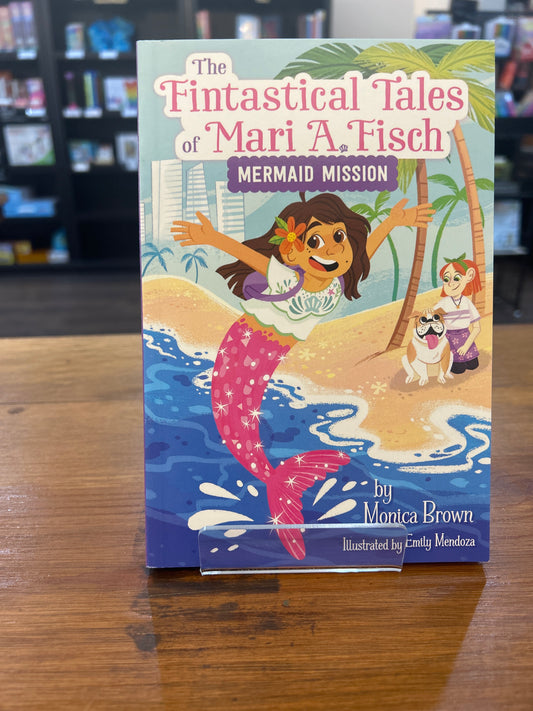 The
Fintastical Tales
of Mari A. Fisch
MERMAID MISSION
by
Monica Brown
Illustrated by Emily Mendoza